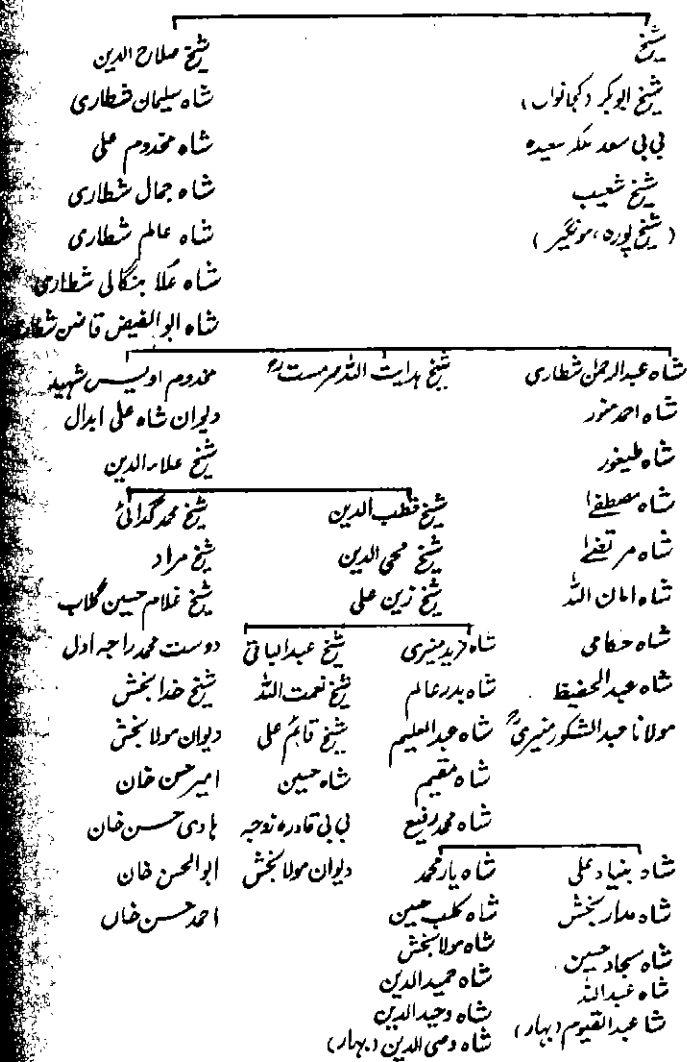 شیخ
شیخ ابوبکر (کجانواں)
بی بی سعد ملکہ سعیدہ
شیخ شعیب
(شیخ پورہ، مونگیر)
شیخ صلاح الدین
شاہ سلیمان شطاری
شاہ مخدوم علی
شاہ جمال شطاری
شاہ عالم شطاری
شاہ علا بنگالی شطاری
شاہ ابوالفیض قاضن
شاہ عبدالرحمٰن شطاری
شاہ احمد منور
شاہ طیفور
شاہ مصطفےٰ
شاہ مرتضےٰ
شاہ امان اللہ
شاہ حکامی
شاہ عبدالحفیظ
مولانا عبدالشکور منیریؒ
شیخ ہدایت اللہ سرمستؒ
مخدوم اویس شہید
دیوان شاہ علی ابدال
شیخ علاء الدین
شیخ قطب الدین
شیخ محی الدین
شیخ زین علی
شیخ محمد گدائی
شیخ مراد
شیخ غلام حسین گلاب
دوست محمد راجہ اول
شیخ خدا بخش
دیوان مولا بخش
امیر حسن خان
ہادی حسن خان
ابوالحسن خان
احمد حسن خاں
شاہ فرید منیری
شاہ بدر عالم
شاہ عبدالعلیم
شاہ مقیم
شاہ محمد رفیع
شیخ عبدالباقی
شیخ نعمت اللہ
شیخ قائم علی
شاہ حسین
بی بی قادرہ زوجہ
دیوان مولا بخش
شاہ بنیاد علی
شاہ مدار بخش
شاہ سجاد حسین
شاہ عبداللہ
شا عبدالقیوم (بہار)
شاہ یار محمد
شاہ کلب حسین
شاہ مولا بخش
شاہ حمید الدین
شاہ وحید الدین
شاہ وصی الدین (بہار)